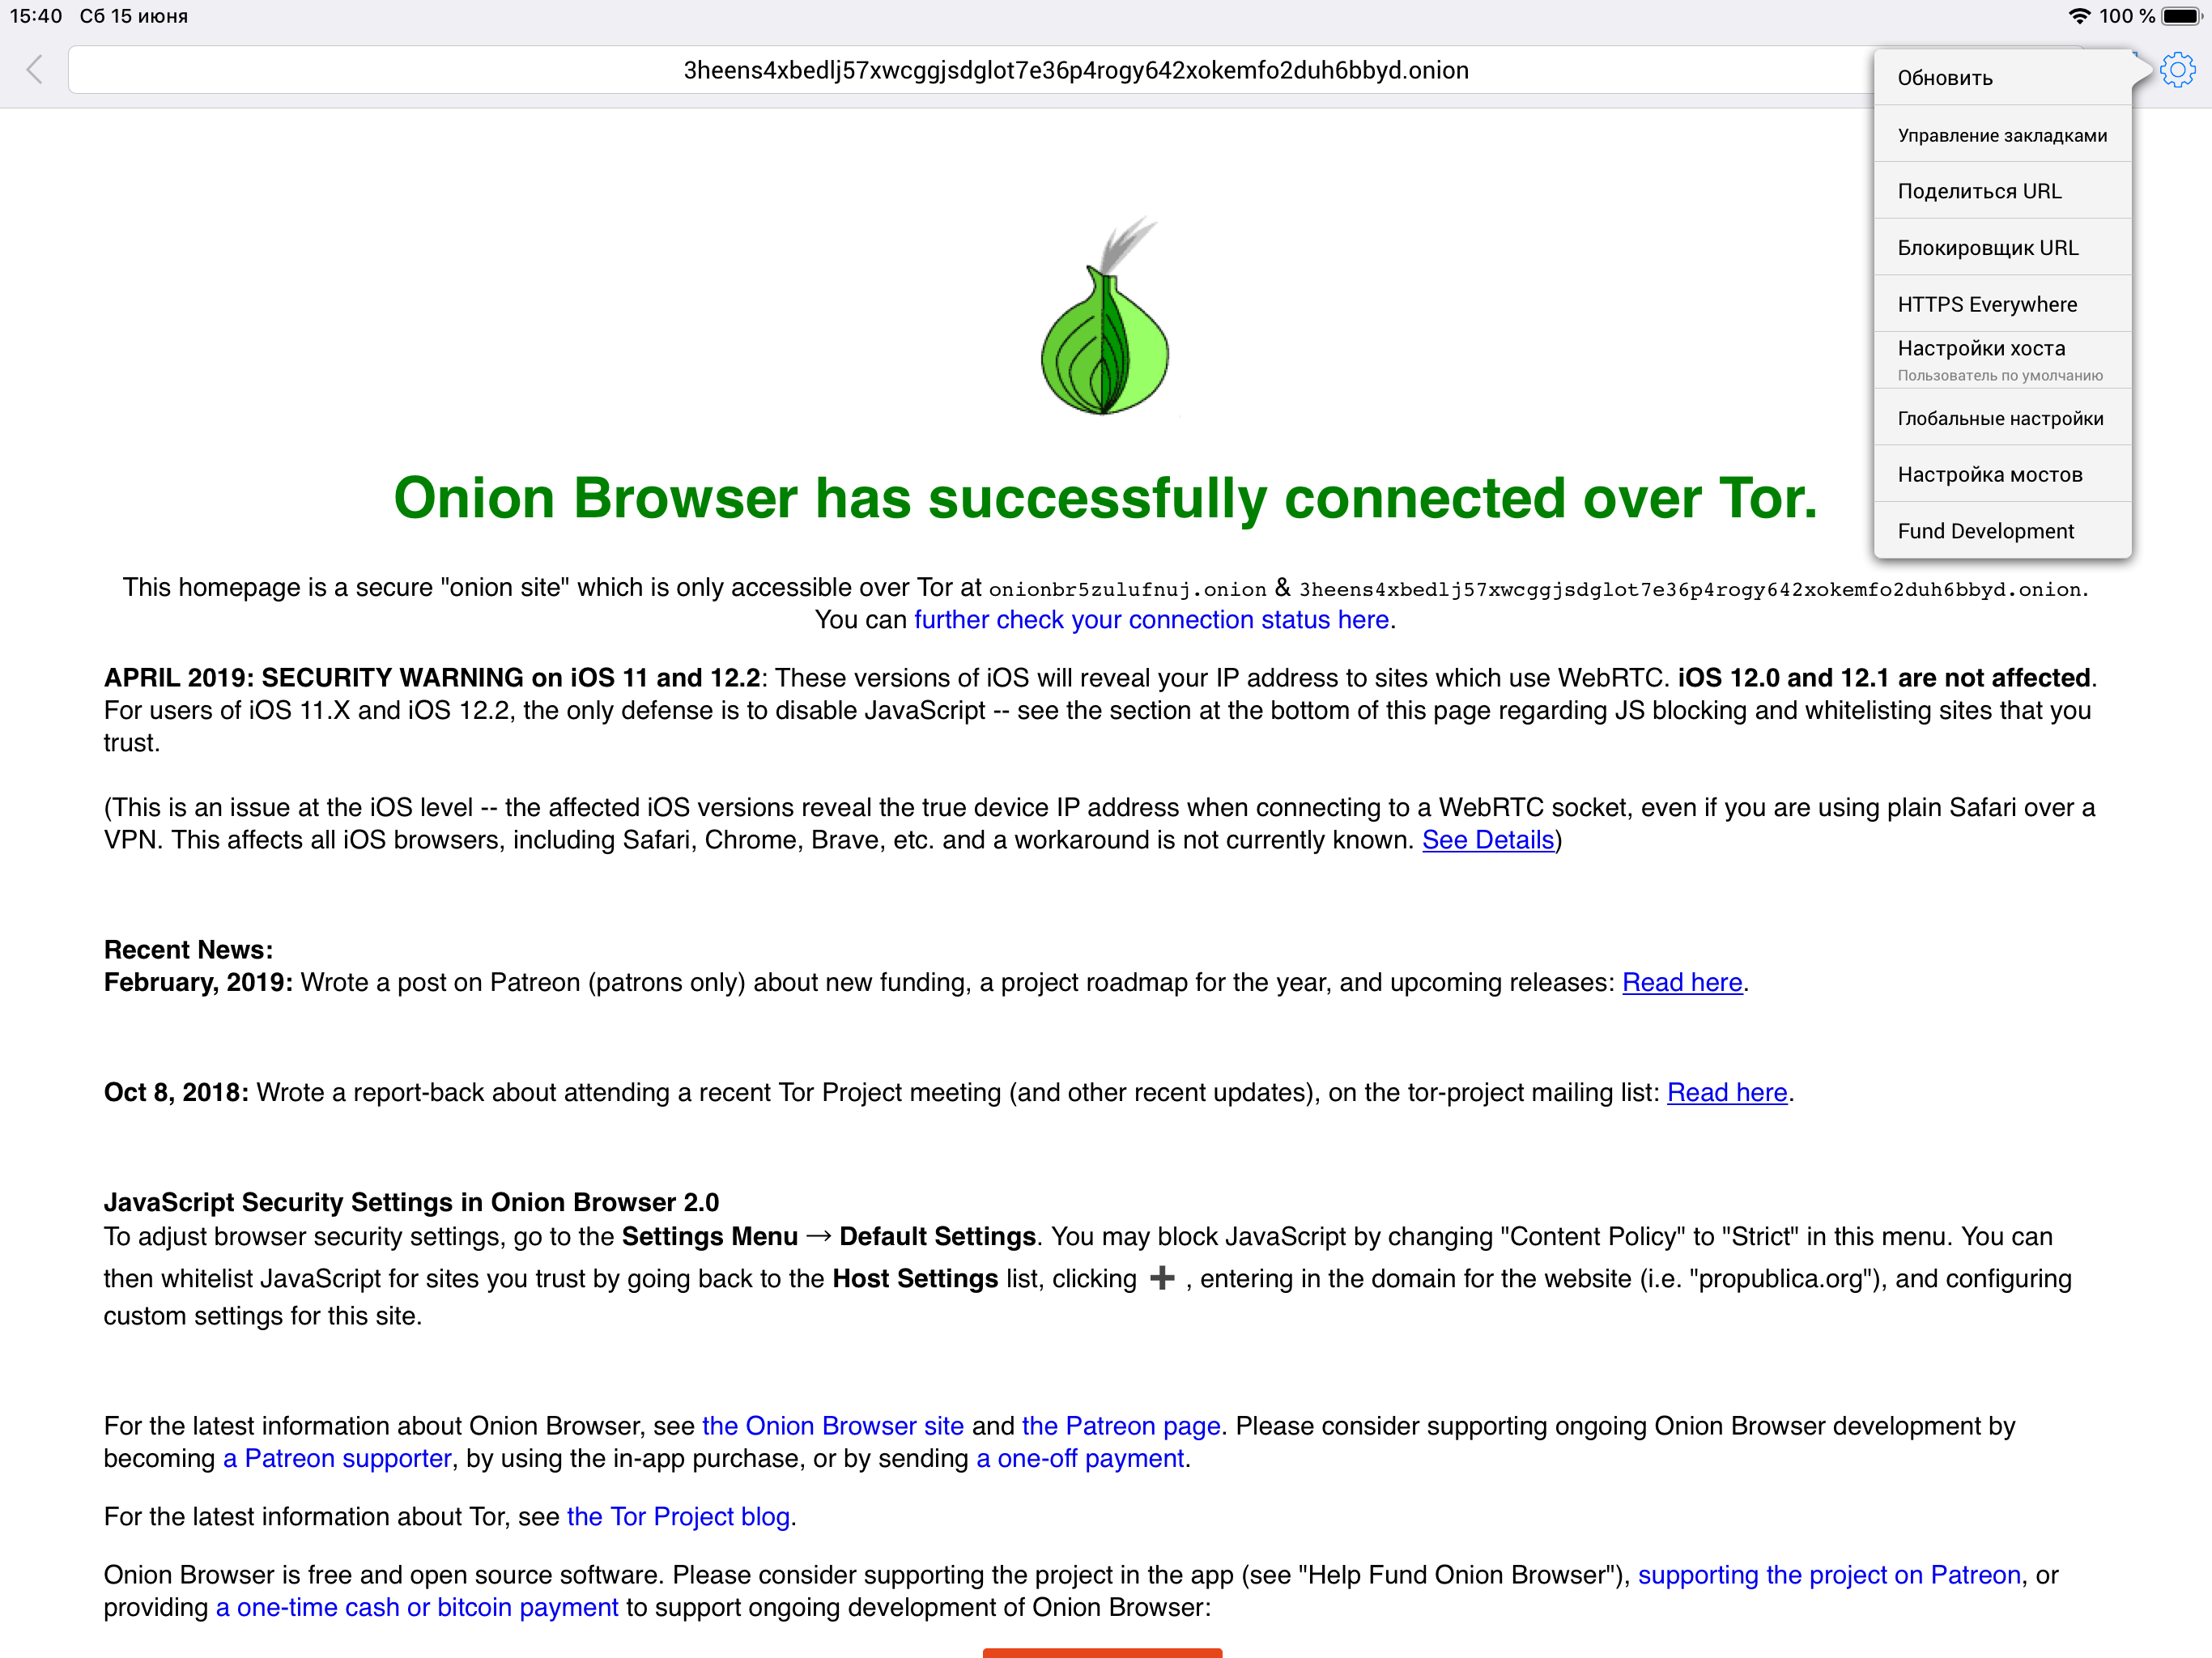 15:40 Сб 15 июня
100 %
3heens4xbedlj57xwcggjsdglot7e36p4rogy642xokemfo2duh6bbyd.onion
Обновить
Управление закладками
Поделиться URL
Блокировщик URL
HTTPS Everywhere
Настройки хоста
Пользователь по умолчанию
Глобальные настройки
Настройка мостов
Fund Development
Onion Browser has successfully connected over Tor.
This homepage is a secure "onion site" which is only accessible over Tor at onionbr5zulufnuj.onion & 3heens4xbedlj57xwcggjsdglot7e36p4rogy642xokemfo2duh6bbyd.onion.
You can further check your connection status here.
APRIL 2019: SECURITY WARNING on iOS 11 and 12.2: These versions of iOS will reveal your IP address to sites which use WebRTC. iOS 12.0 and 12.1 are not affected.
For users of iOS 11.X and iOS 12.2, the only defense is to disable JavaScript -- see the section at the bottom of this page regarding JS blocking and whitelisting sites that you
trust.
(This is an issue at the iOS level -- the affected iOS versions reveal the true device IP address when connecting to a WebRTC socket, even if you are using plain Safari over a
VPN. This affects all iOS browsers, including Safari, Chrome, Brave, etc. and a workaround is not currently known. See Details)
Recent News:
February, 2019: Wrote a post on Patreon (patrons only) about new funding, a project roadmap for the year, and upcoming releases: Read here.
Oct 8, 2018: Wrote a report-back about attending a recent Tor Project meeting (and other recent updates), on the tor-project mailing list: Read here.
JavaScript Security Settings in Onion Browser 2.0
To adjust browser security settings, go to the Settings Menu → Default Settings. You may block JavaScript by changing "Content Policy" to "Strict" in this menu. You can
then whitelist JavaScript for sites you trust by going back to the Host Settings list, clicking ➕ , entering in the domain for the website (i.e. "propublica.org"), and configuring
custom settings for this site.
For the latest information about Onion Browser, see the Onion Browser site and the Patreon page. Please consider supporting ongoing Onion Browser development by
becoming a Patreon supporter, by using the in-app purchase, or by sending a one-off payment.
For the latest information about Tor, see the Tor Project blog.
Onion Browser is free and open source software. Please consider supporting the project in the app (see "Help Fund Onion Browser"), supporting the project on Patreon, or
providing a one-time cash or bitcoin payment to support ongoing development of Onion Browser: